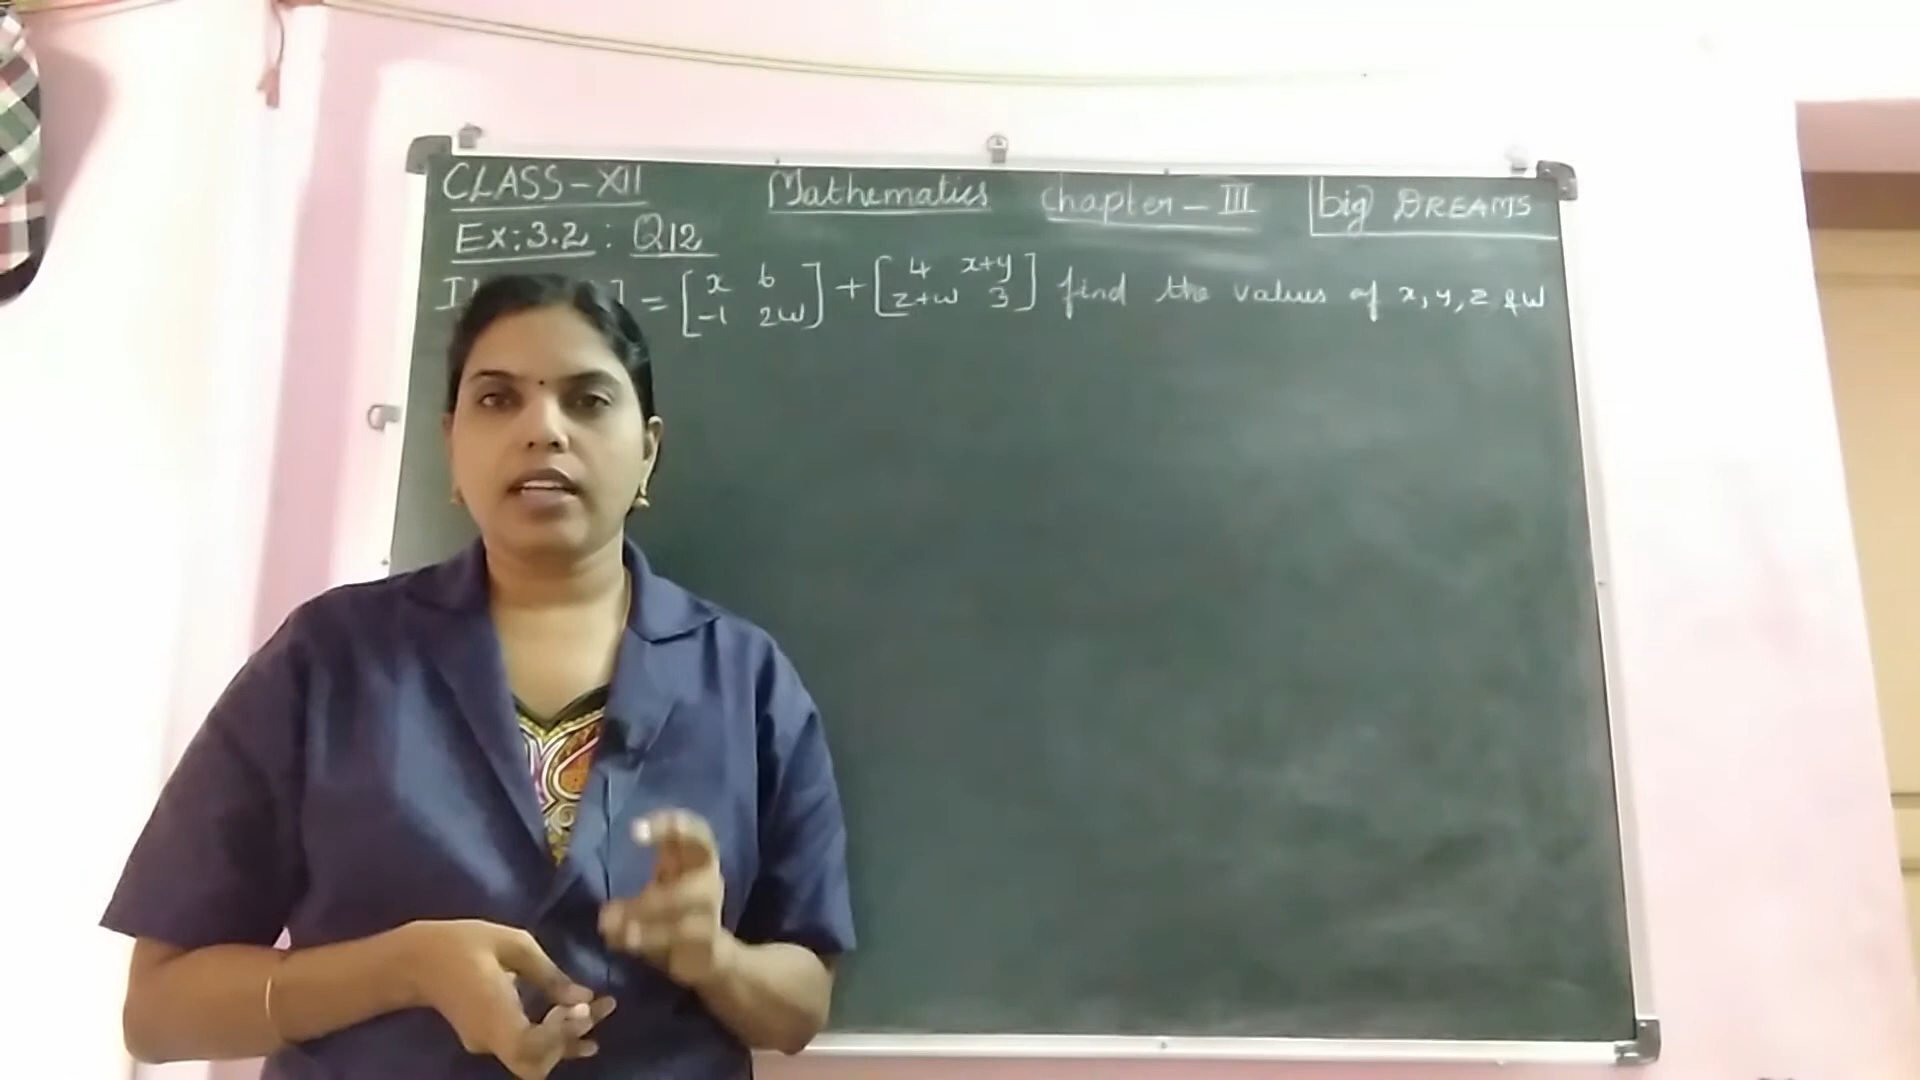 CLASS-XII Mathematics Chapter-III big DREAMS
Ex:3.2: Q12
= [x 6 + [4 x+y find the values of x, y, z & w
-1 2w] z+w 3]